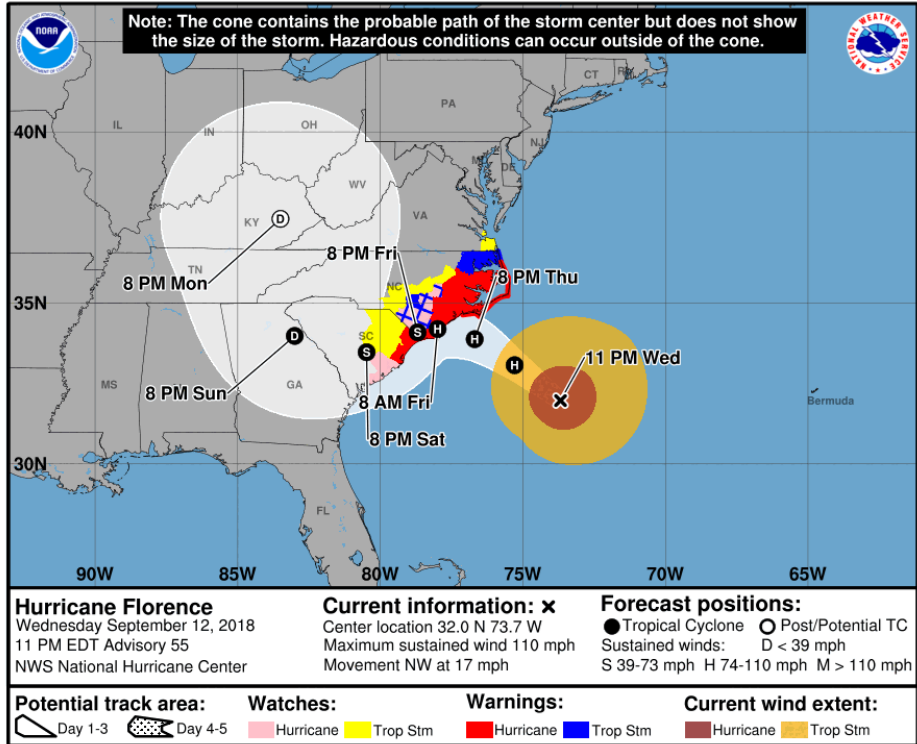 Note: The cone contains the probable path of the storm center but does not show
the size of the storm. Hazardous conditions can occur outside of the cone.
NOAA
NATIONAL WEATHER SERVICE
CT
PA
40N
IL
IN
OH
NJ
DE
WV
KY
VA
8 PM Fri
8 PM Mon
TN
8 PM Thu
NC
35N
SC
11 PM Wed
MS
GA
8 PM Sun
8 AM Fri
Bermuda
8 PM Sat
30N
FL
90W 85W 80W 75W 70W 65W
D
S
H
H
H
D
S
Hurricane Florence
Wednesday September 12, 2018
11 PM EDT Advisory 55
NWS National Hurricane Center
Current information: ×
Center location 32.0 N 73.7 W
Maximum sustained wind 110 mph
Movement NW at 17 mph
Forecast positions:
Tropical Cyclone Post/Potential TC
Sustained winds: D < 39 mph
S 39-73 mph H 74-110 mph M > 110 mph
Potential track area:
Day 1-3 Day 4-5
Watches:
Hurricane Trop Stm
Warnings:
Hurricane Trop Stm
Current wind extent:
Hurricane Trop Stm